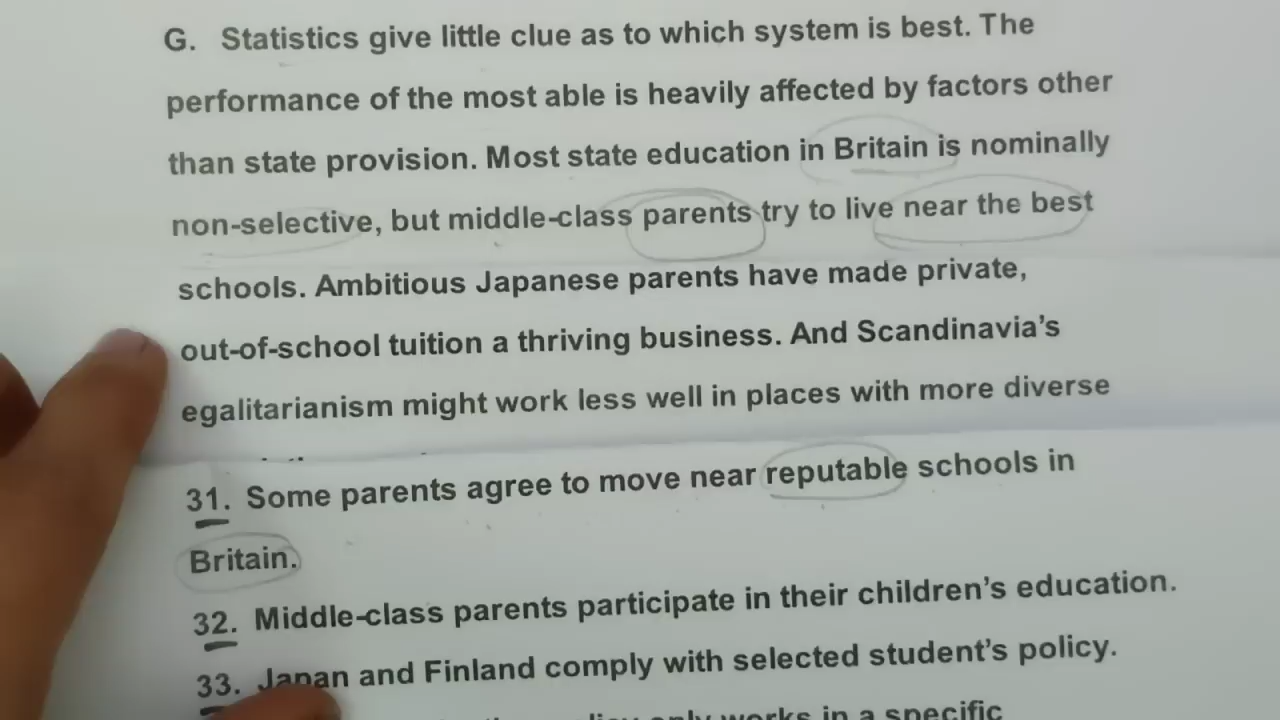 G. Statistics give little clue as to which system is best. The
performance of the most able is heavily affected by factors other
than state provision. Most state education in Britain is nominally
non-selective, but middle-class parents try to live near the best
schools. Ambitious Japanese parents have made private,
out-of-school tuition a thriving business. And Scandinavia's
egalitarianism might work less well in places with more diverse
31. Some parents agree to move near reputable schools in
Britain.
32. Middle-class parents participate in their children's education.
33. Japan and Finland comply with selected student's policy.
only works in a specific